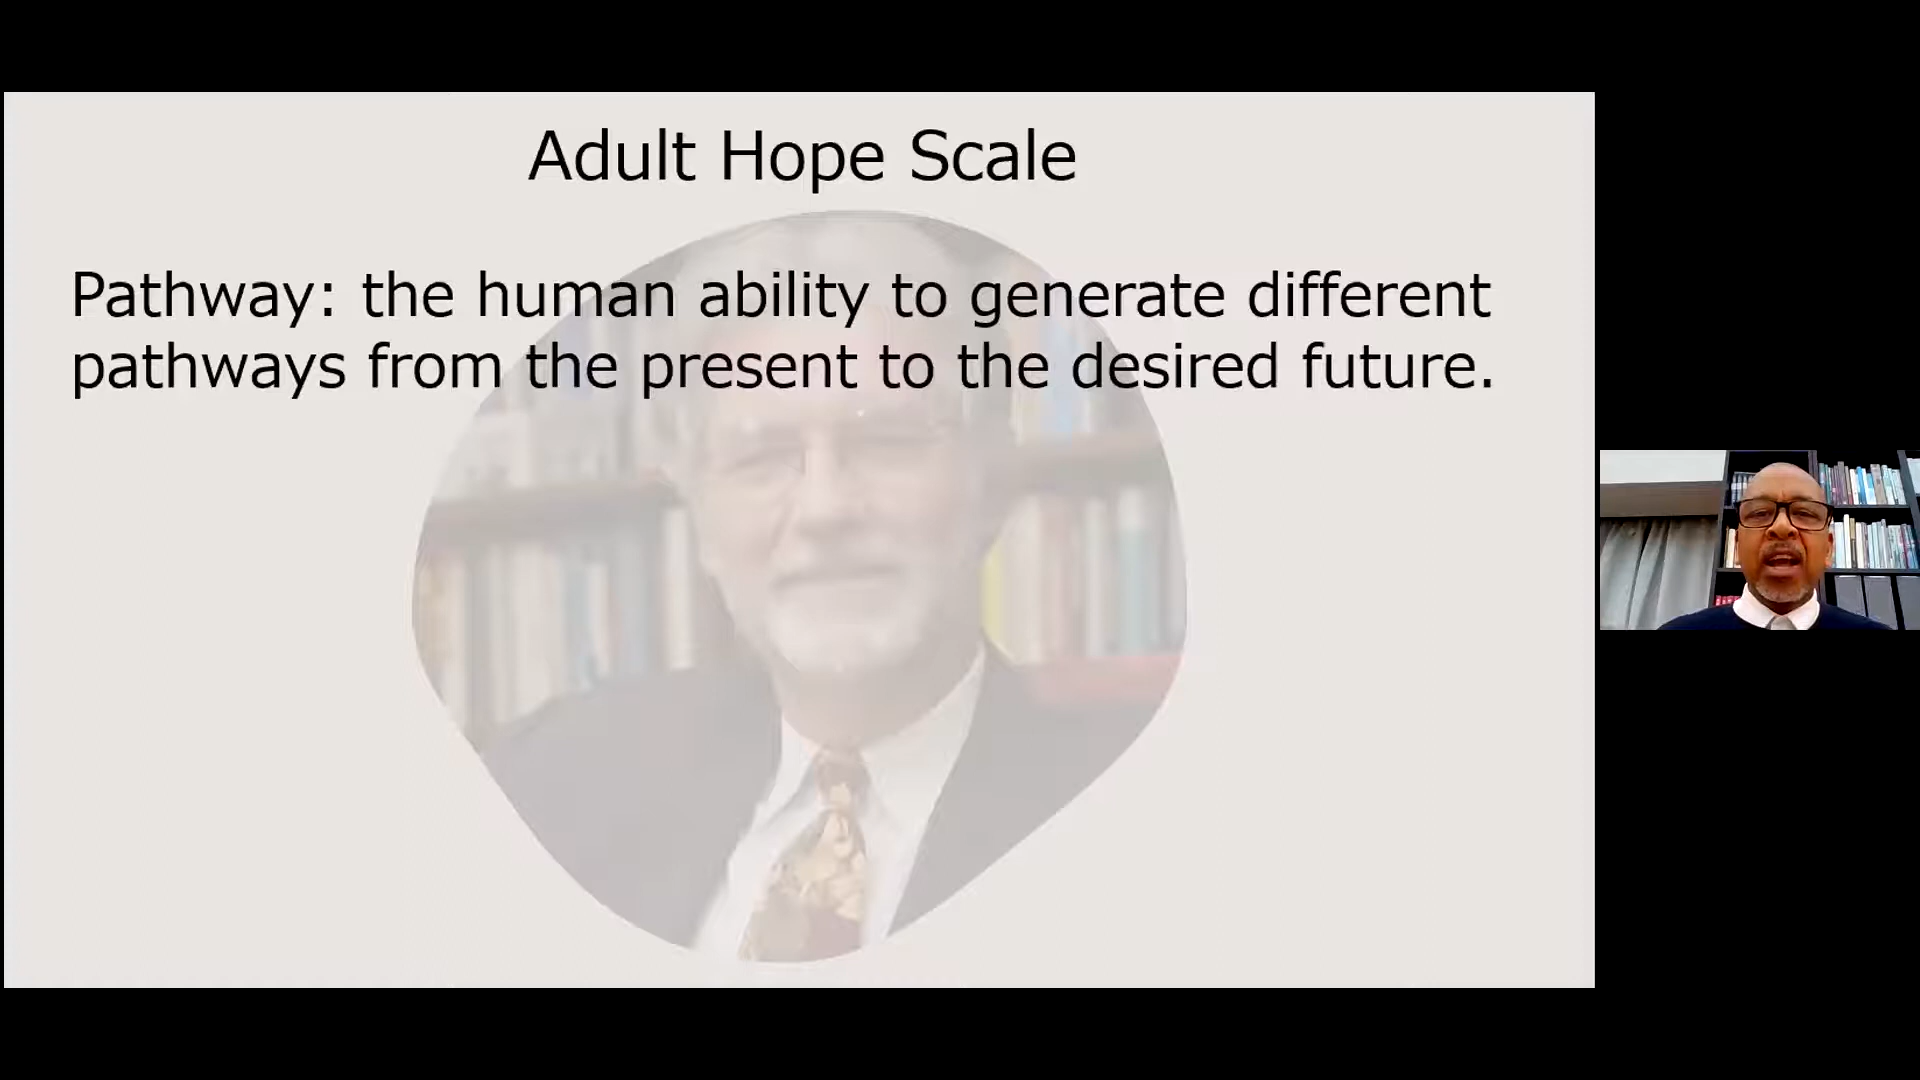 Adult Hope Scale
Pathway: the human ability to generate different
pathways from the present to the desired future.